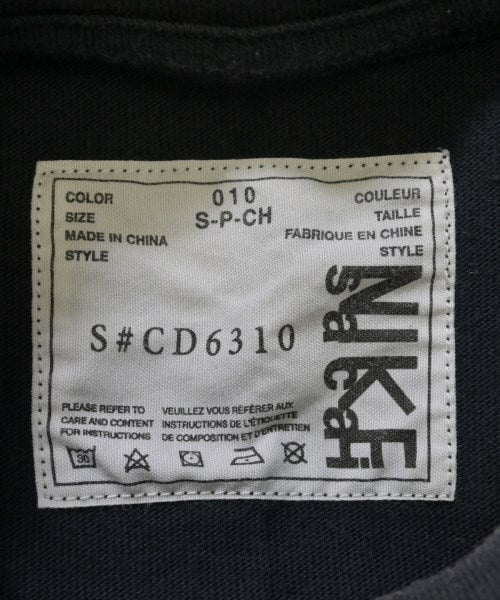 COLOR 010 COULEUR
SIZE S-P-CH TAILLE
MADE IN CHINA FABRIQUE EN CHINE
STYLE STYLE
S#CD6310
NIKE
sacai
PLEASE REFER TO
CARE AND CONTENT
FOR INSTRUCTIONS
VEUILLEZ VOUS RÉFÉRER AUX
INSTRUCTIONS DE L'ÉTIQUETTE
DE COMPOSITION ET D'ENTRETIEN
30